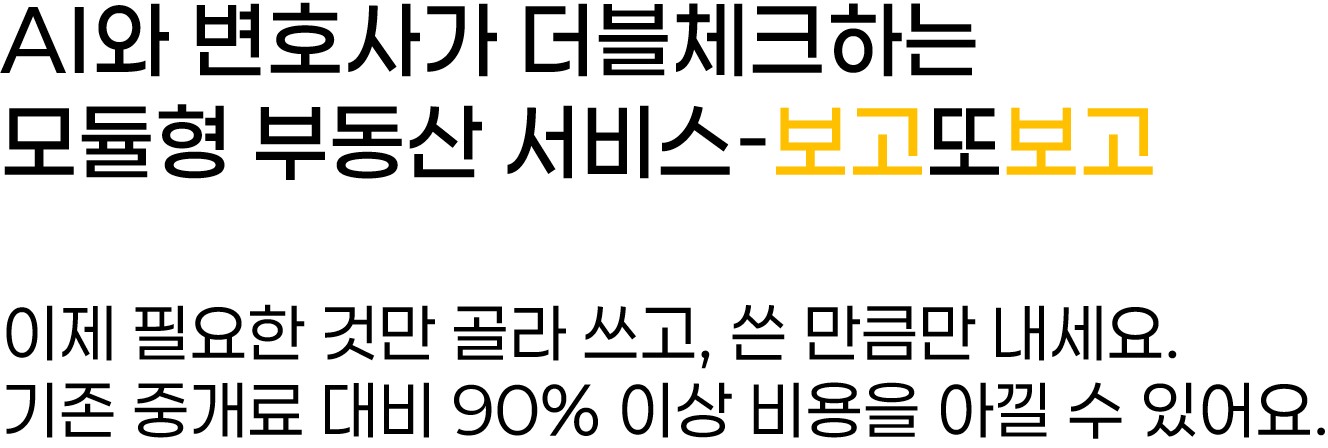 AI와 변호사가 더블체크하는
모듈형 부동산 서비스-보고또보고
이제 필요한 것만 골라 쓰고, 쓴 만큼만 내세요.
기존 중개료 대비 90% 이상 비용을 아낄 수 있어요.